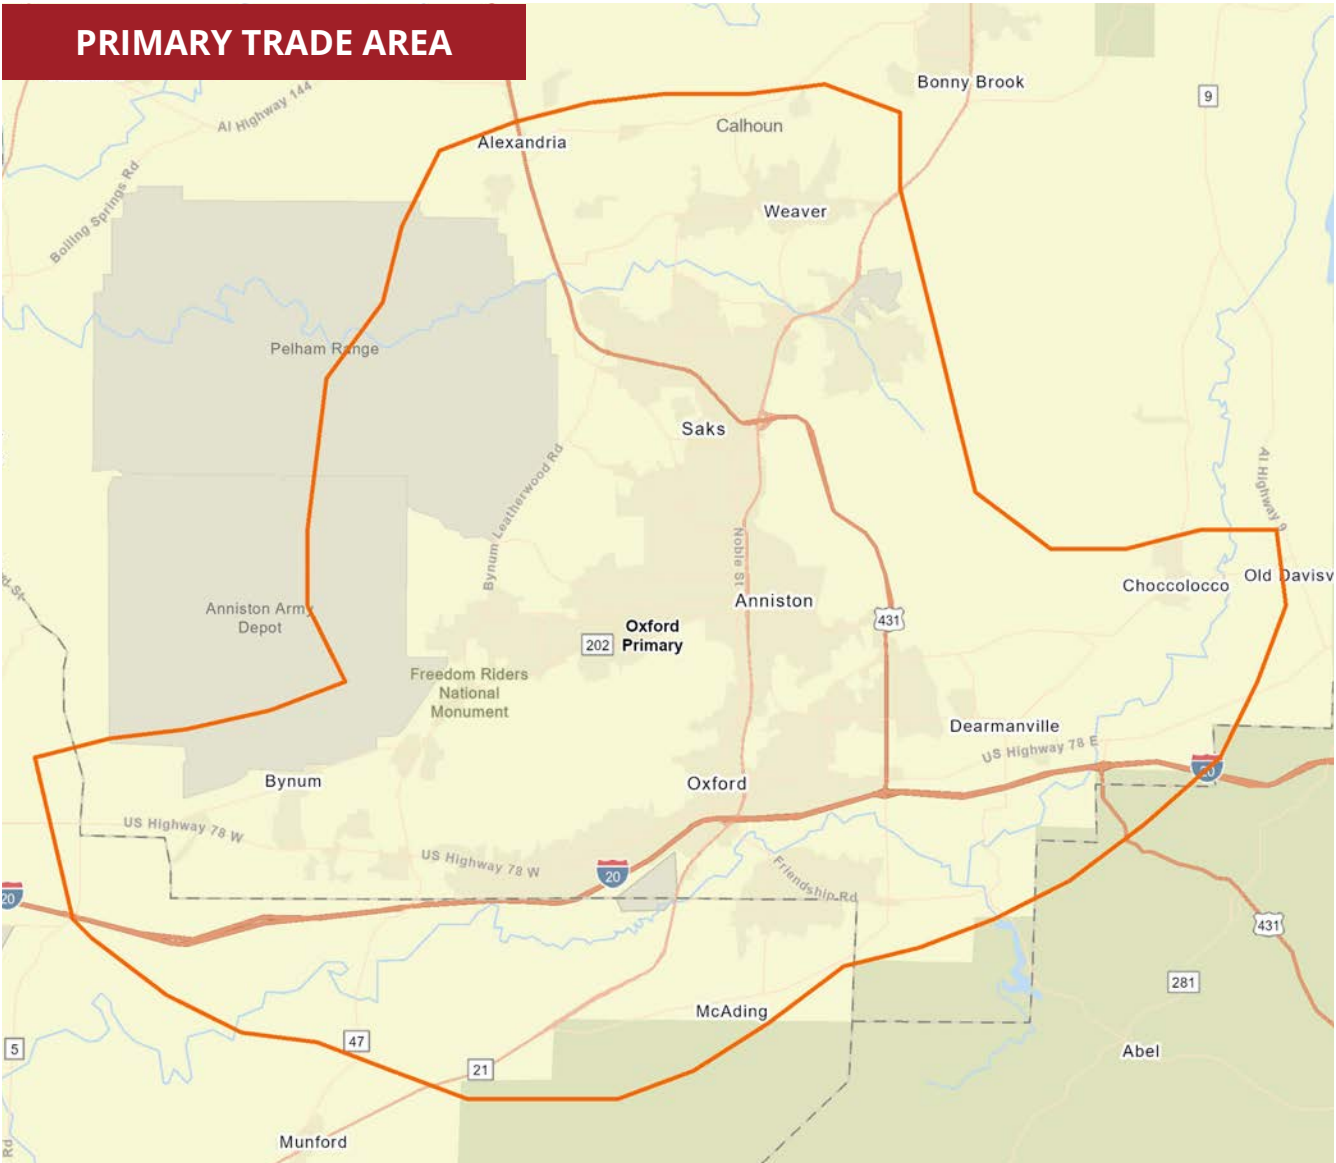 PRIMARY TRADE AREA
Bonny Brook
9
Al Highway 144
Calhoun
Alexandria
Boiling Springs Rd
Weaver
Pelham Range
Saks
Bynum Leatherwood Rd
Al Highway 9
Noble St
Choccolocco
Old Davisv
Anniston
Anniston Army
Depot
431
Oxford
Primary
202
Freedom Riders
National
Monument
Dearmanville
US Highway 78 E
20
Bynum
Oxford
US Highway 78 W
US Highway 78 W
20
Friendship Rd
20
431
281
McAding
47
5
Abel
21
Munford
Rd